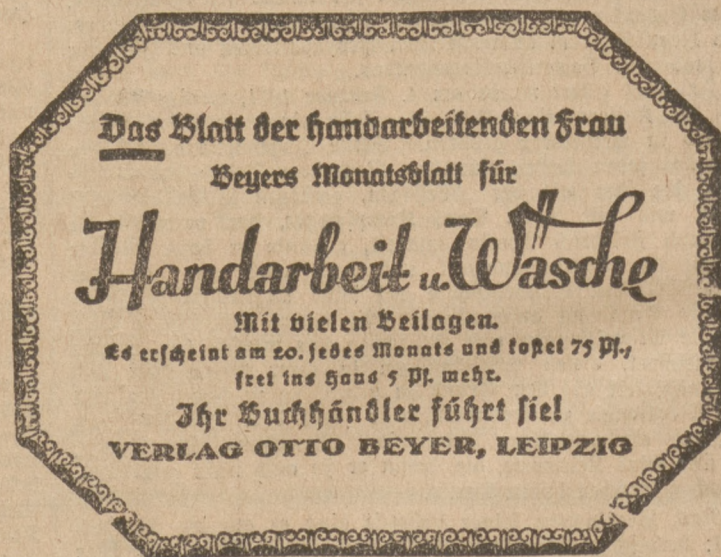 Das Blatt der handarbeitenden Frau
Beyers Monatsblatt für
Handarbeit u. Wäsche
Mit vielen Beilagen.
Es erscheint am 20. jedes Monats und kostet 75 Pf.,
frei ins Haus 5 Pf. mehr.
Ihr Buchhändler führt sie!
VERLAG OTTO BEYER, LEIPZIG